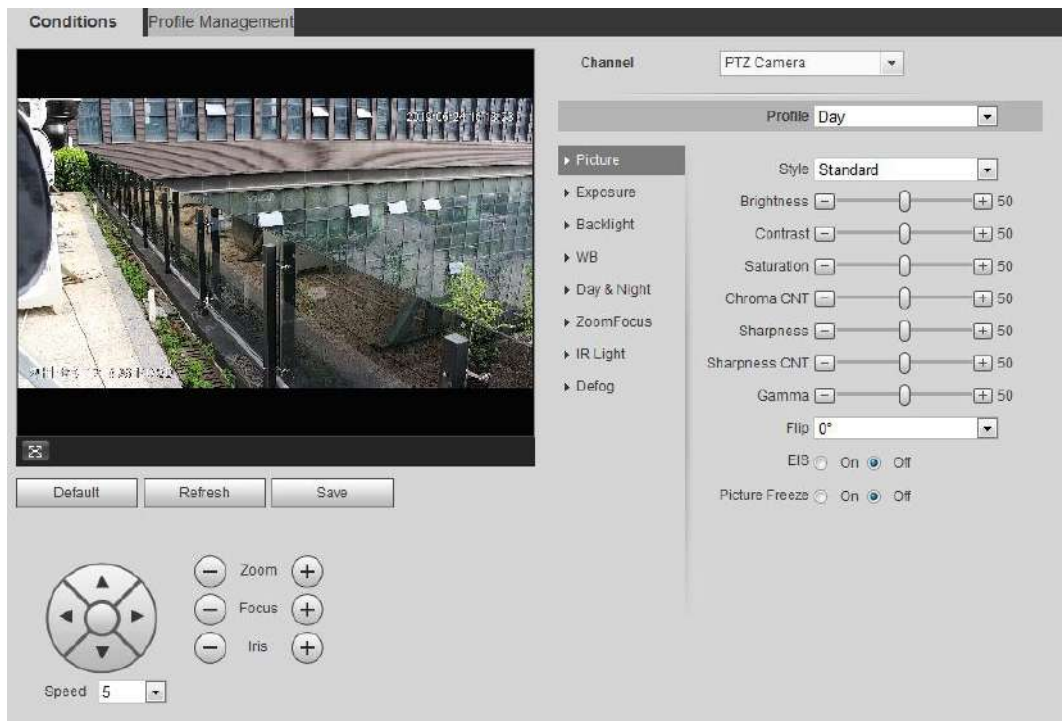 Conditions
Profile Management
Channel
PTZ Camera
Profile
Day
Picture
Exposure
Backlight
WB
Day & Night
ZoomFocus
IR Light
Defog
Style
Standard
Brightness
50
Contrast
50
Saturation
50
Chroma CNT
50
Sharpness
50
Sharpness CNT
50
Gamma
50
Flip
0°
EIS
On
Off
Picture Freeze
On
Off
Default
Refresh
Save
Zoom
Focus
Iris
Speed
5